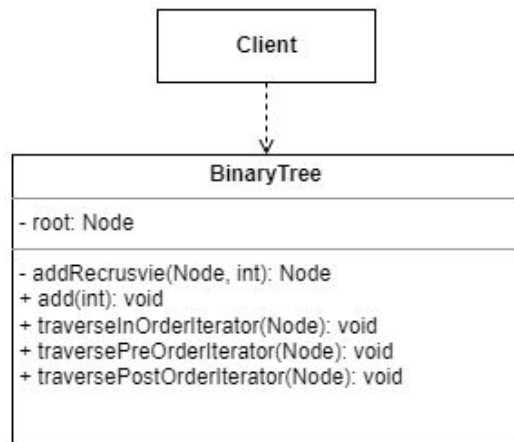 Client
BinaryTree
- root: Node
- addRecrusvie(Node, int): Node
+ add(int): void
+ traverseInOrderIterator(Node): void
+ traversePreOrderIterator(Node): void
+ traversePostOrderIterator(Node): void